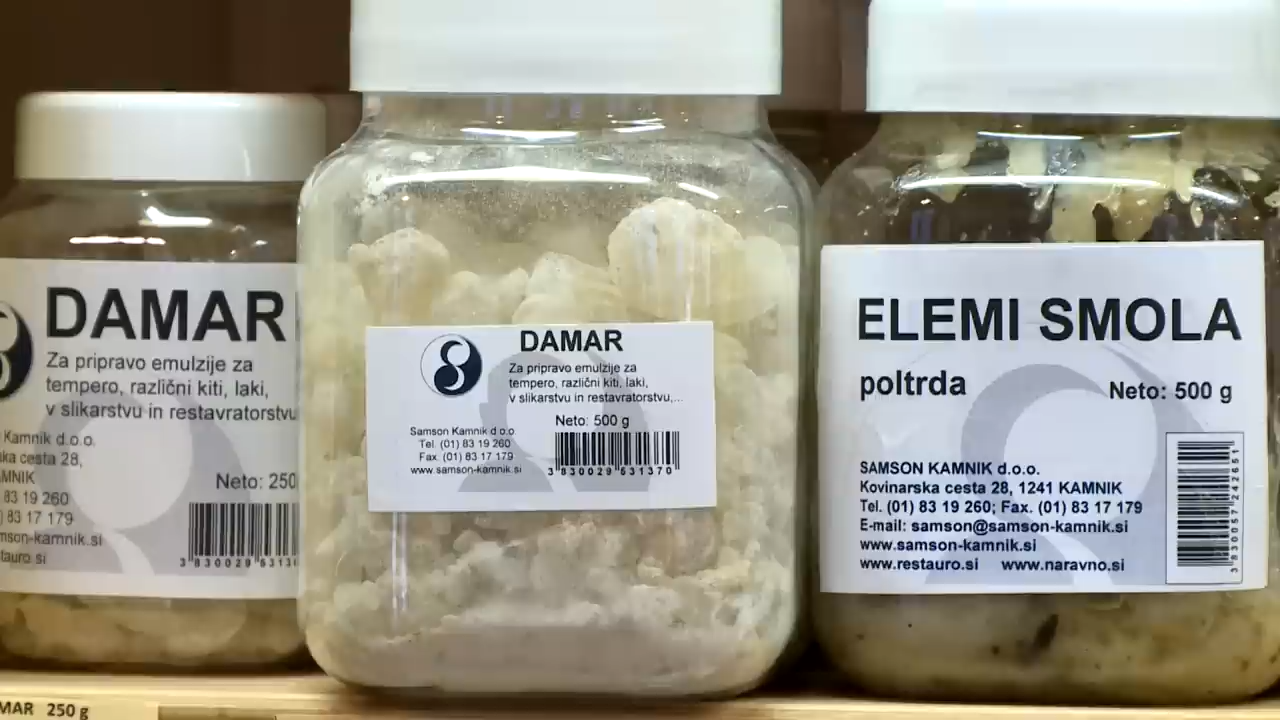 DAMAR
Za pripravo emulzije za
tempero, različni kiti, laki,
v slikarstvu in restavratorstvu
Kamnik d.o.o.
cesta 28,
83 19 260
83 17 179
Neto: 250
DAMAR
Za pripravo emulzije za
tempero, različni kiti, laki,
v slikarstvu in restavratorstvu,...
Neto: 500 g
Samson Kamnik d.o.o.
Tel. (01) 83 19 260
Fax. (01) 83 17 179
www.samson-kamnik.si
3 830029 531370
ELEMI SMOLA
poltrda
Neto: 500 g
SAMSON KAMNIK d.o.o.
Kovinarska cesta 28, 1241 KAMNIK
Tel. (01) 83 19 260; Fax. (01) 83 17 179
E-mail: samson@samson-kamnik.si
www.samson-kamnik.si
www.restauro.si www.naravno.si
3830057242651
250 g